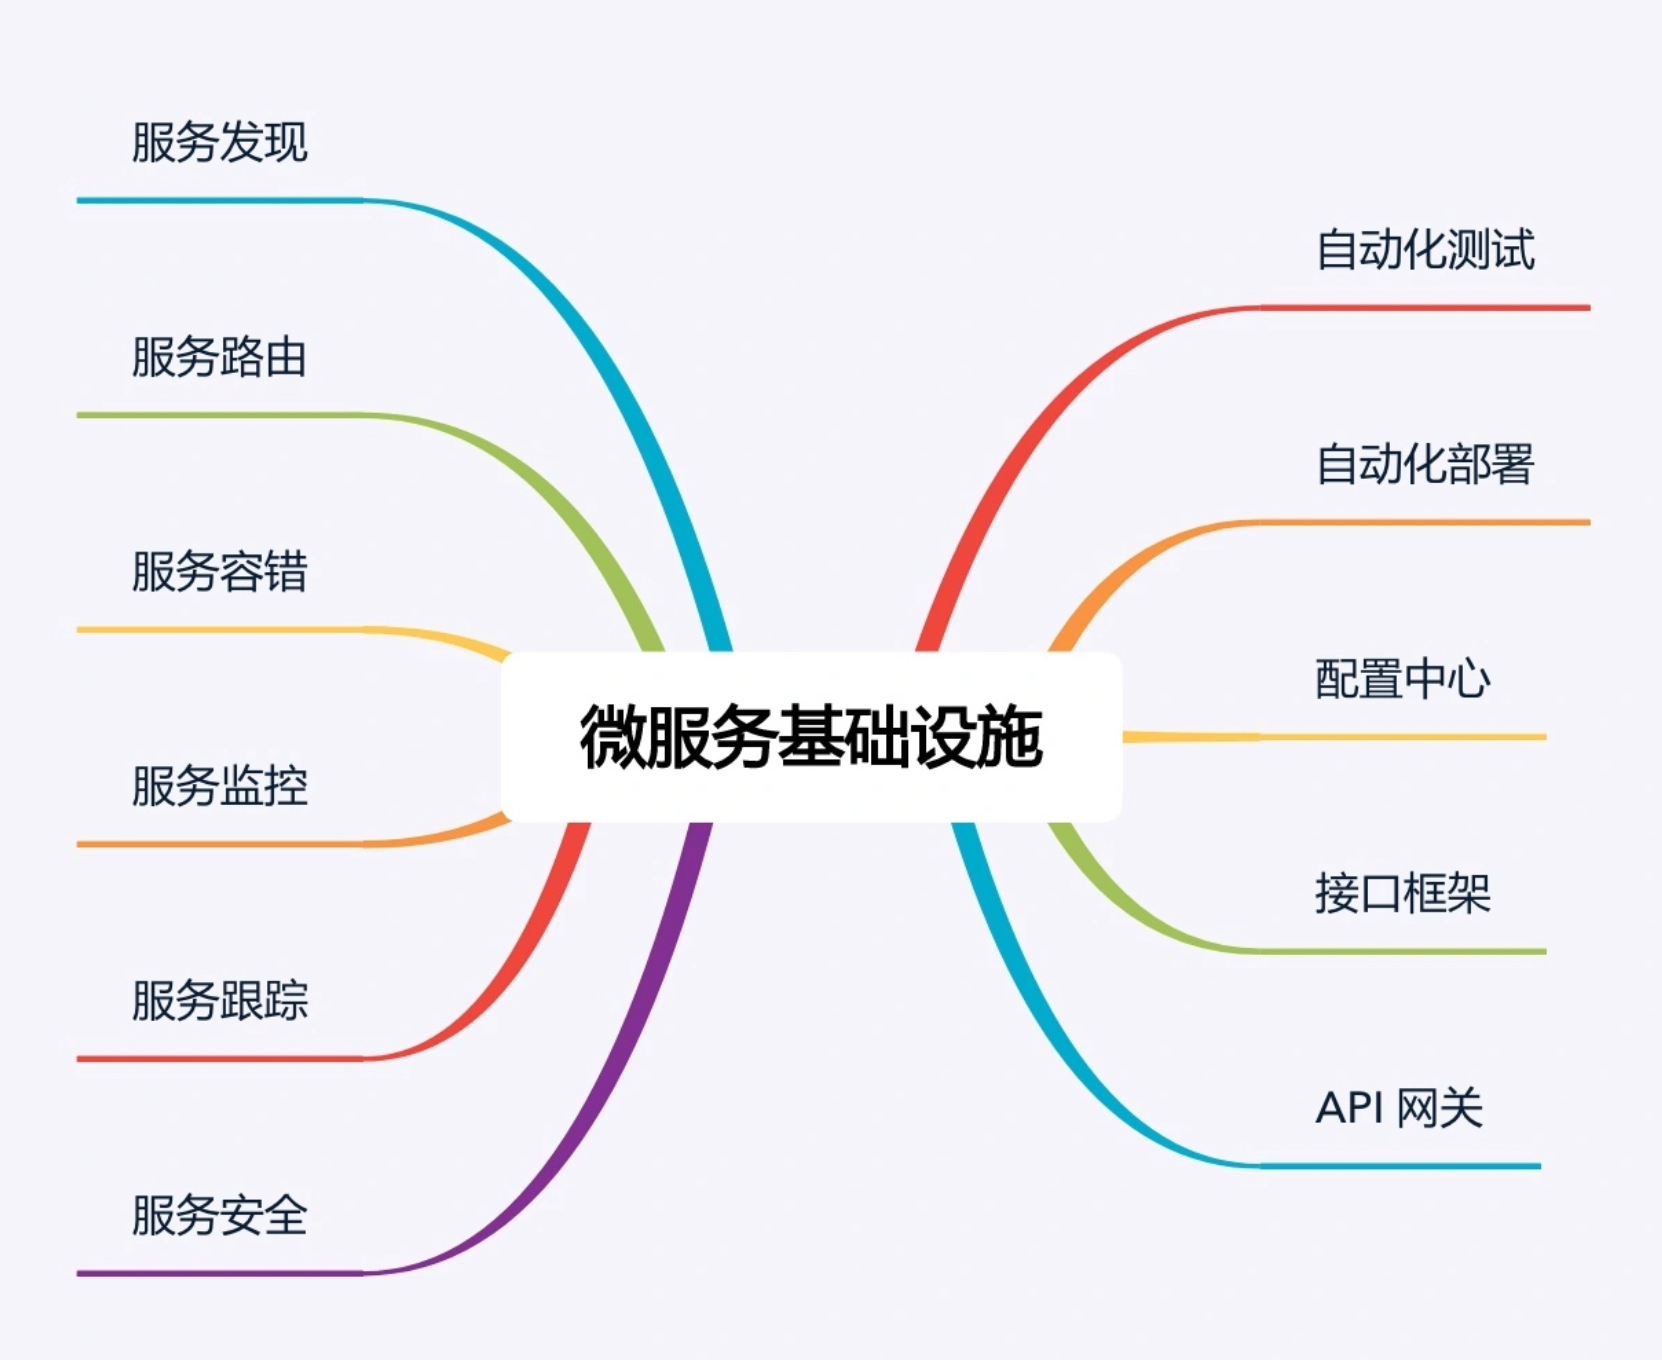 服务发现
服务路由
服务容错
服务监控
服务跟踪
服务安全
微服务基础设施
自动化测试
自动化部署
配置中心
接口框架
API 网关